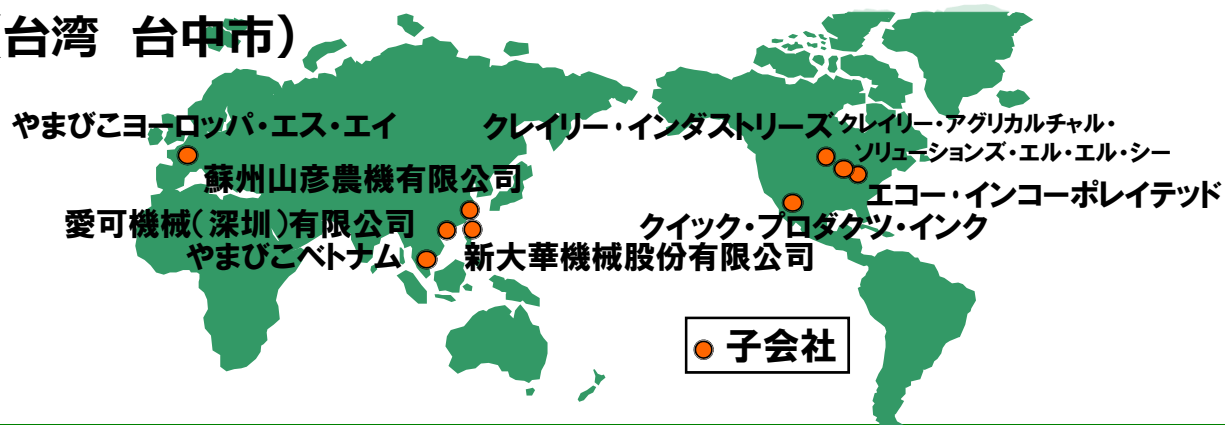 （台湾 台中市）
やまびこヨーロッパ・エス・エイ
クレイリー・インダストリーズ
クレイリー・アグリカルチャル・
ソリューションズ・エル・エル・シー
蘇州山彦農機有限公司
エコー・インコーポレイテッド
愛可機械（深圳）有限公司
クイック・プロダクツ・インク
やまびこベトナム
新大華機械股份有限公司
子会社